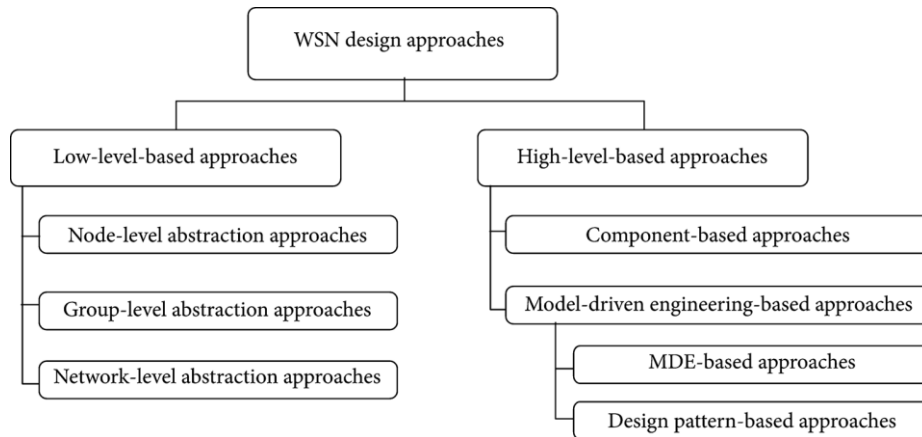 WSN design approaches
Low-level-based approaches
Node-level abstraction approaches
Group-level abstraction approaches
Network-level abstraction approaches
High-level-based approaches
Component-based approaches
Model-driven engineering-based approaches
MDE-based approaches
Design pattern-based approaches